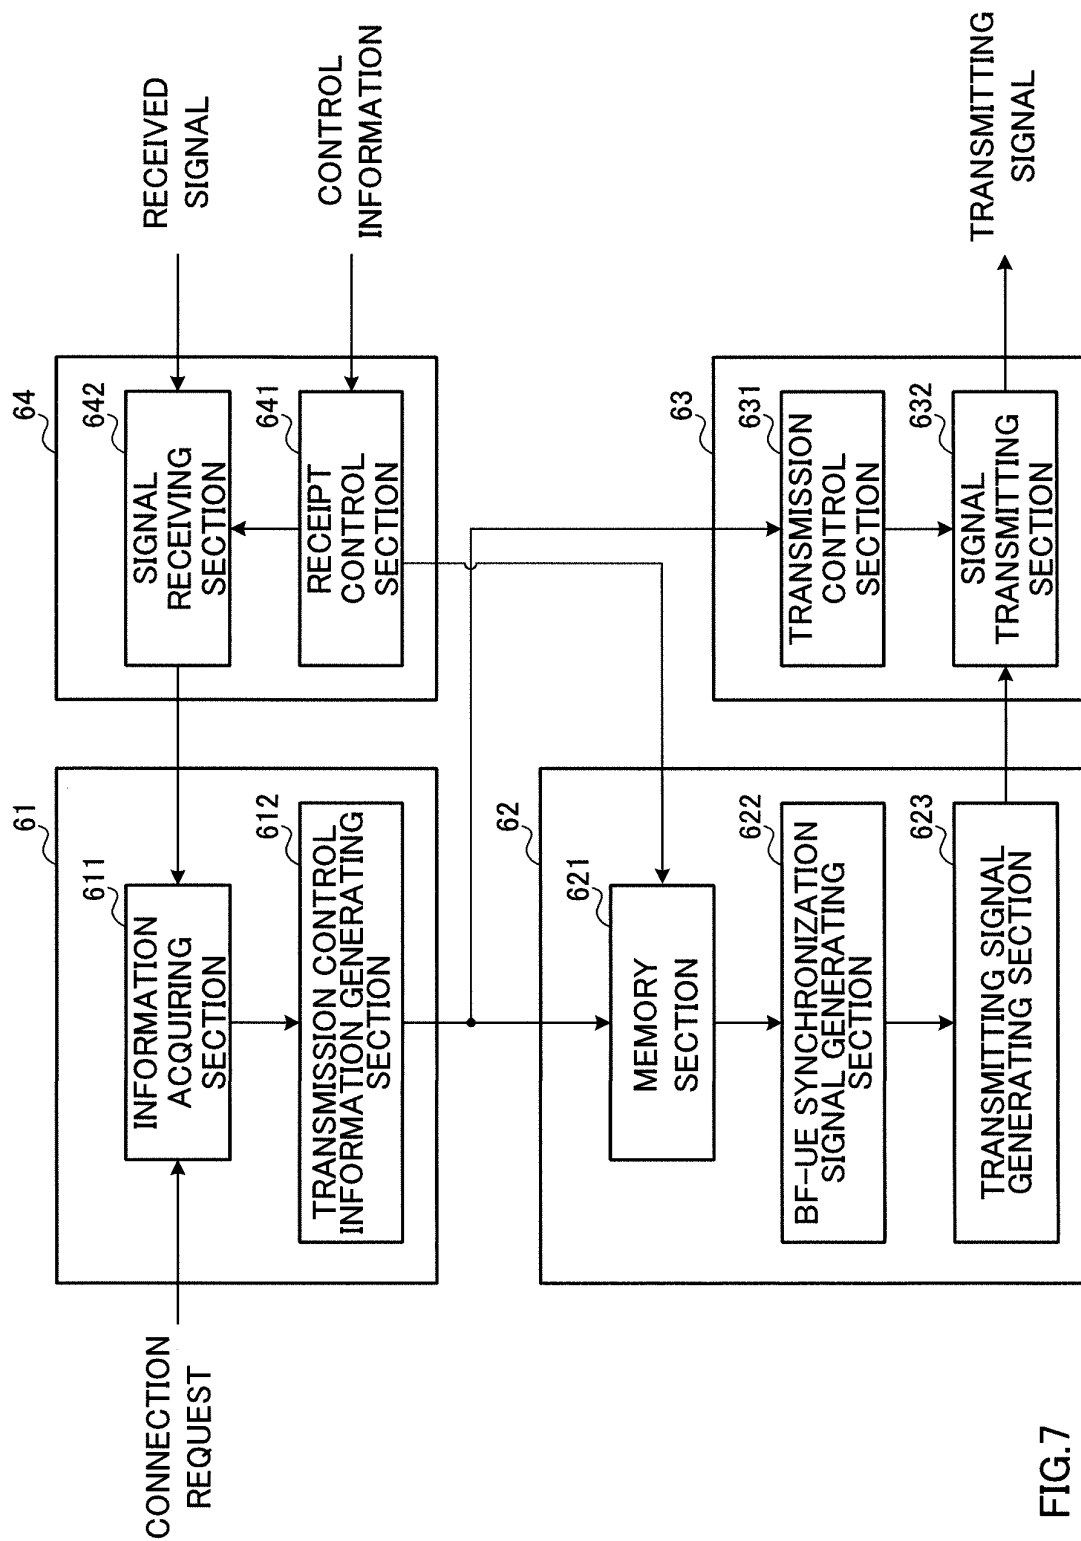 CONNECTION
REQUEST
61
611
INFORMATION
ACQUIRING
SECTION
612
TRANSMISSION CONTROL
INFORMATION GENERATING
SECTION
64
642
SIGNAL
RECEIVING
SECTION
641
RECEIPT
CONTROL
SECTION
RECEIVED
SIGNAL
CONTROL
INFORMATION
62
621
MEMORY
SECTION
622
BF-UE SYNCHRONIZATION
SIGNAL GENERATING
SECTION
623
TRANSMITTING SIGNAL
GENERATING SECTION
63
631
TRANSMISSION
CONTROL
SECTION
632
SIGNAL
TRANSMITTING
SECTION
TRANSMITTING
SIGNAL
FIG.7